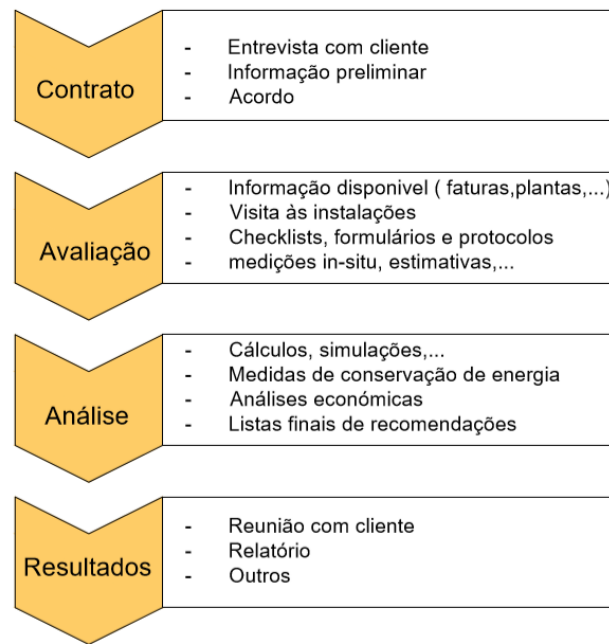 Contrato
- Entrevista com cliente
- Informação preliminar
- Acordo
Avaliação
- Informação disponivel ( faturas,plantas,...)
- Visita às instalações
- Checklists, formulários e protocolos
- medições in-situ, estimativas,...
Análise
- Cálculos, simulações,...
- Medidas de conservação de energia
- Análises económicas
- Listas finais de recomendações
Resultados
- Reunião com cliente
- Relatório
- Outros